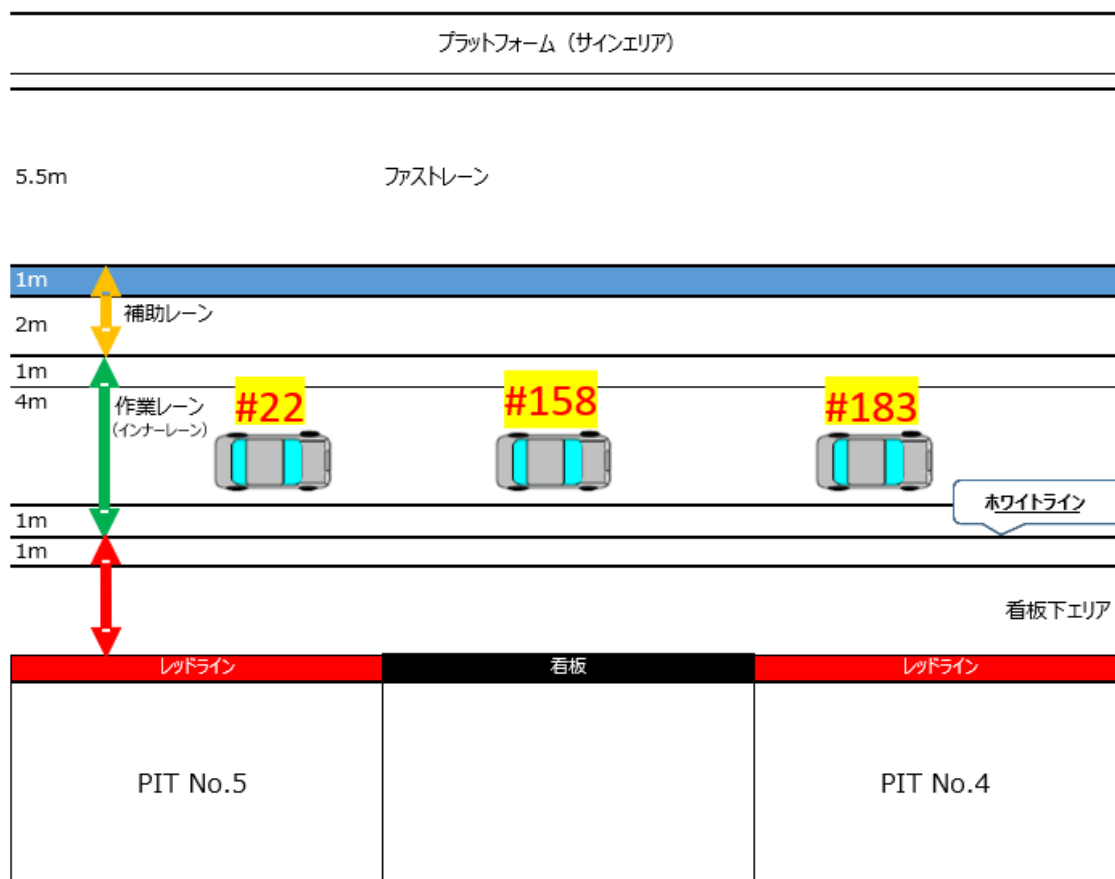 プラットフォーム（サインエリア）
5.5m
ファストレーン
1m
補助レーン
2m
1m
4m
作業レーン
（インナーレーン）
#22
#158
#183
ホワイトライン
1m
1m
看板下エリア
レッドライン
看板
レッドライン
PIT No.5
PIT No.4